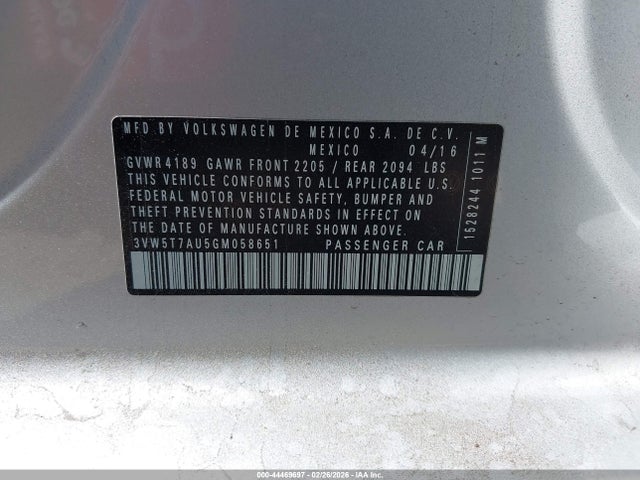 MFD BY VOLKSWAGEN DE MEXICO S.A. DE C.V.
MEXICO 04/16
GVWR 4189 GAWR FRONT 2205 / REAR 2094 LBS
THIS VEHICLE CONFORMS TO ALL APPLICABLE U.S.
FEDERAL MOTOR VEHICLE SAFETY, BUMPER AND
THEFT PREVENTION STANDARDS IN EFFECT ON
THE DATE OF MANUFACTURE SHOWN ABOVE.
3VW5T7AU5GM058651 PASSENGER CAR
1528244 1011 M
000-44469697 - 02/26/2026 - IAAI.COM